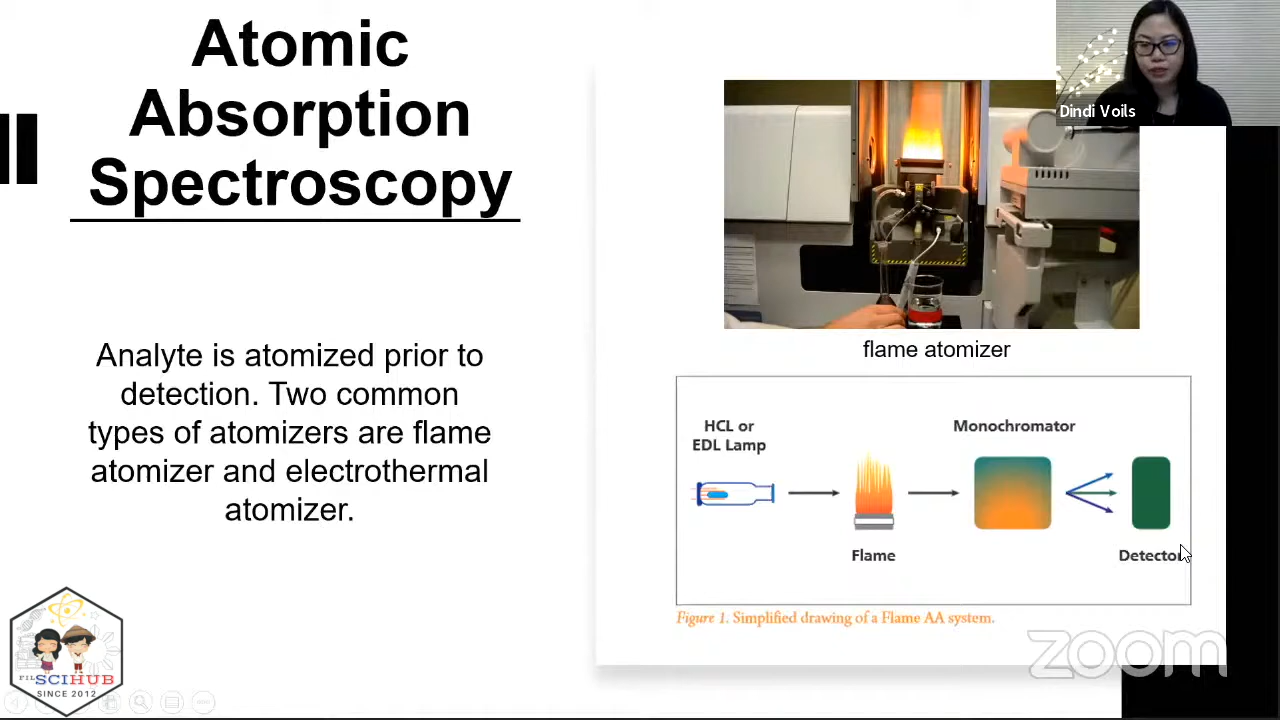 Atomic
Absorption
Spectroscopy
Analyte is atomized prior to
detection. Two common
types of atomizers are flame
atomizer and electrothermal
atomizer.
Dindi Voils
flame atomizer
HCL or
EDL Lamp
Monochromator
Flame
Detector
Figure 1. Simplified drawing of a Flame AA system.
zoom
FILSCIHUB
SINCE 2012